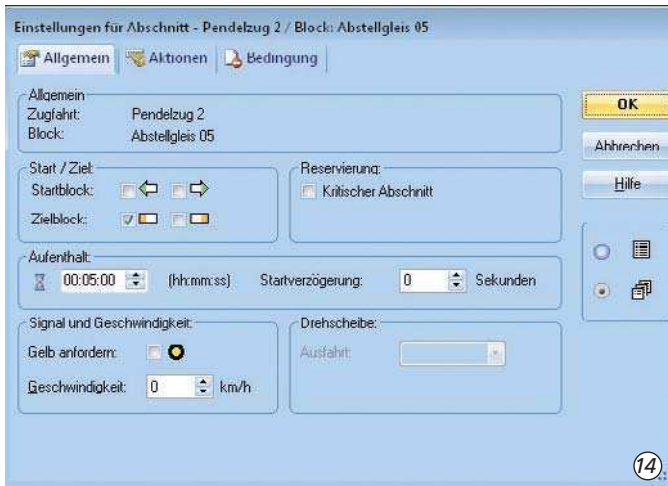 Einstellungen für Abschnitt - Pendelzug 2 / Block: Abstellgleis 05
Allgemein Aktionen Bedingung
Allgemein
Zugfahrt: Pendelzug 2
Block: Abstellgleis 05
OK
Abbrechen
Hilfe
Start / Ziel:
Startblock:
Zielblock:
Reservierung:
Kritischer Abschnitt
Aufenthalt:
00:05:00 (hh:mm:ss) Startverzögerung: 0 Sekunden
Signal und Geschwindigkeit:
Gelb anfordern:
Geschwindigkeit: 0 km/h
Drehscheibe:
Ausfahrt:
14